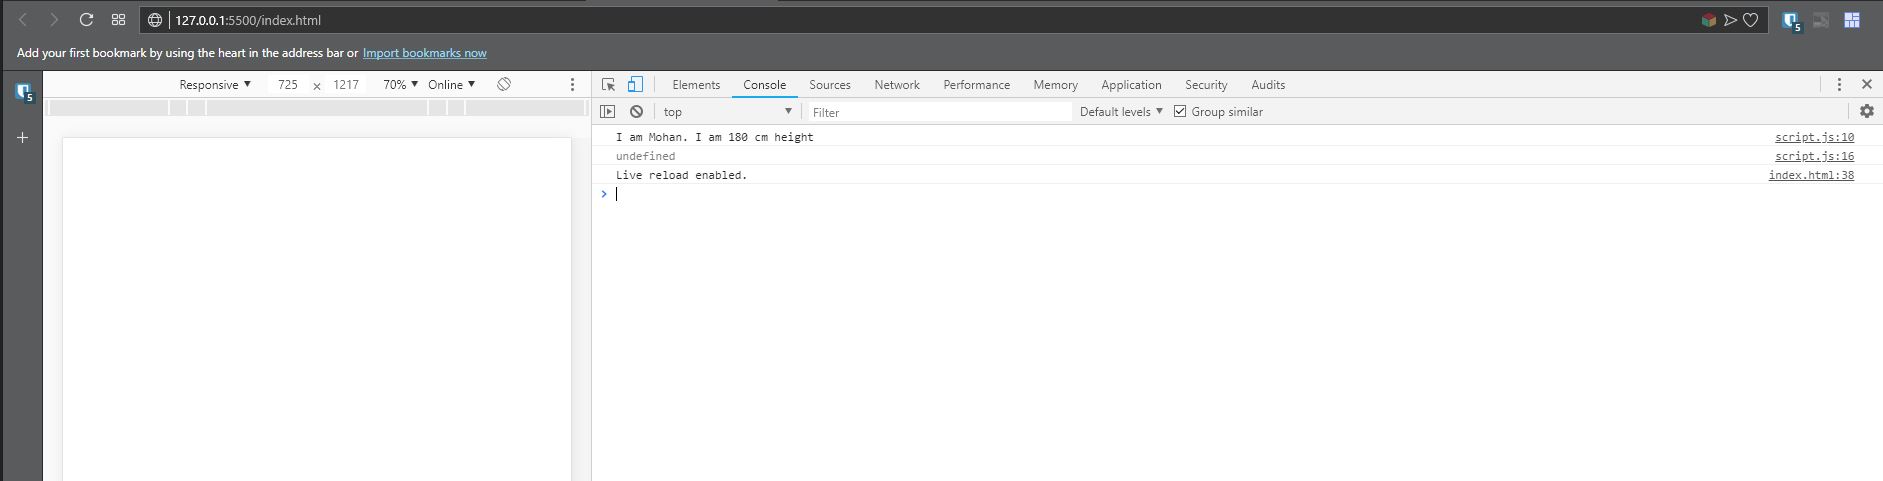 127.0.0.1:5500/index.html
5
Add your first bookmark by using the heart in the address bar or Import bookmarks now
5
Responsive ▼ 725 × 1217 70% ▼ Online ▼
Elements Console Sources Network Performance Memory Application Security Audits
top ▼ Filter Default levels ▼ Group similar
I am Mohan. I am 180 cm height script.js:10
undefined script.js:16
Live reload enabled. index.html:38